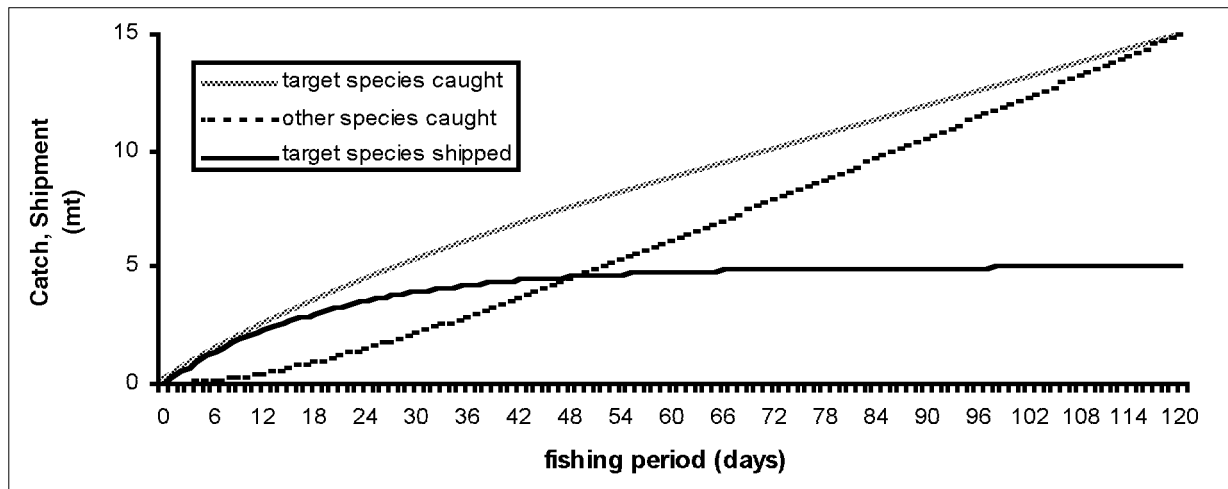 15
target species caught
other species caught
target species shipped
10
5
0
Catch, Shipment
(mt)
0 6 12 18 24 30 36 42 48 54 60 66 72 78 84 90 96 102 108 114 120
fishing period (days)